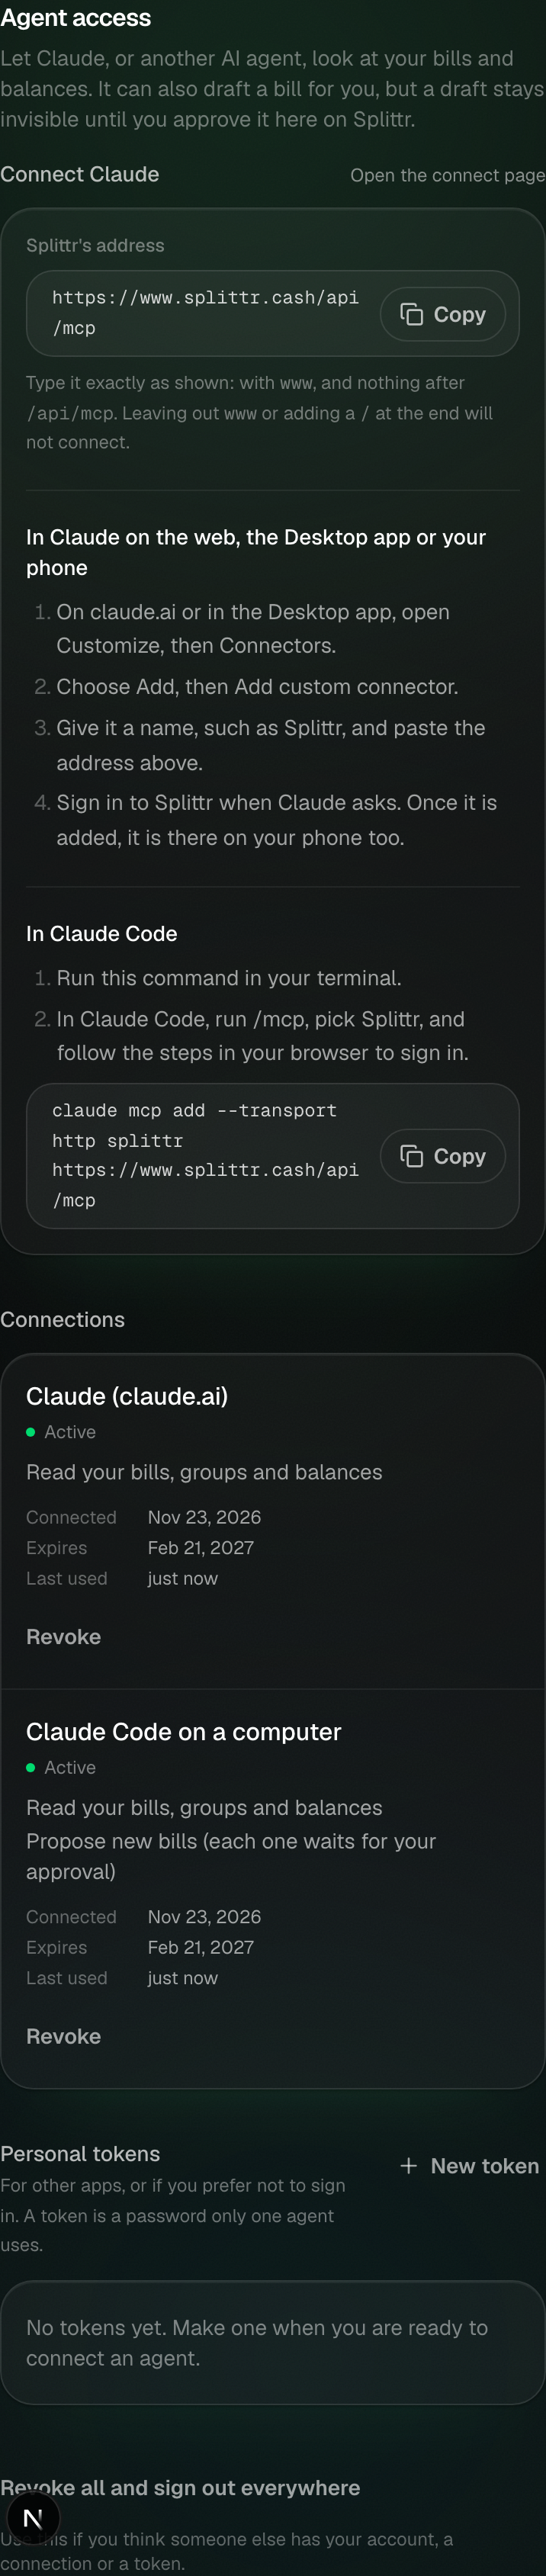 Agent access
Let Claude, or another AI agent, look at your bills and
balances. It can also draft a bill for you, but a draft stays
invisible until you approve it here on Splittr.
Connect Claude
Open the connect page
Splittr's address
https://www.splittr.cash/api
/mcp
Copy
Type it exactly as shown: with www, and nothing after
/api/mcp. Leaving out www or adding a / at the end will
not connect.
In Claude on the web, the Desktop app or your
phone
1. On claude.ai or in the Desktop app, open
Customize, then Connectors.
2. Choose Add, then Add custom connector.
3. Give it a name, such as Splittr, and paste the
address above.
4. Sign in to Splittr when Claude asks. Once it is
added, it is there on your phone too.
In Claude Code
1. Run this command in your terminal.
2. In Claude Code, run /mcp, pick Splittr, and
follow the steps in your browser to sign in.
claude mcp add --transport
http splittr
https://www.splittr.cash/api
/mcp
Copy
Connections
Claude (claude.ai)
Active
Read your bills, groups and balances
Connected Nov 23, 2026
Expires Feb 21, 2027
Last used just now
Revoke
Claude Code on a computer
Active
Read your bills, groups and balances
Propose new bills (each one waits for your
approval)
Connected Nov 23, 2026
Expires Feb 21, 2027
Last used just now
Revoke
Personal tokens
New token
For other apps, or if you prefer not to sign
in. A token is a password only one agent
uses.
No tokens yet. Make one when you are ready to
connect an agent.
Revoke all and sign out everywhere
N
Use this if you think someone else has your account, a
connection or a token.